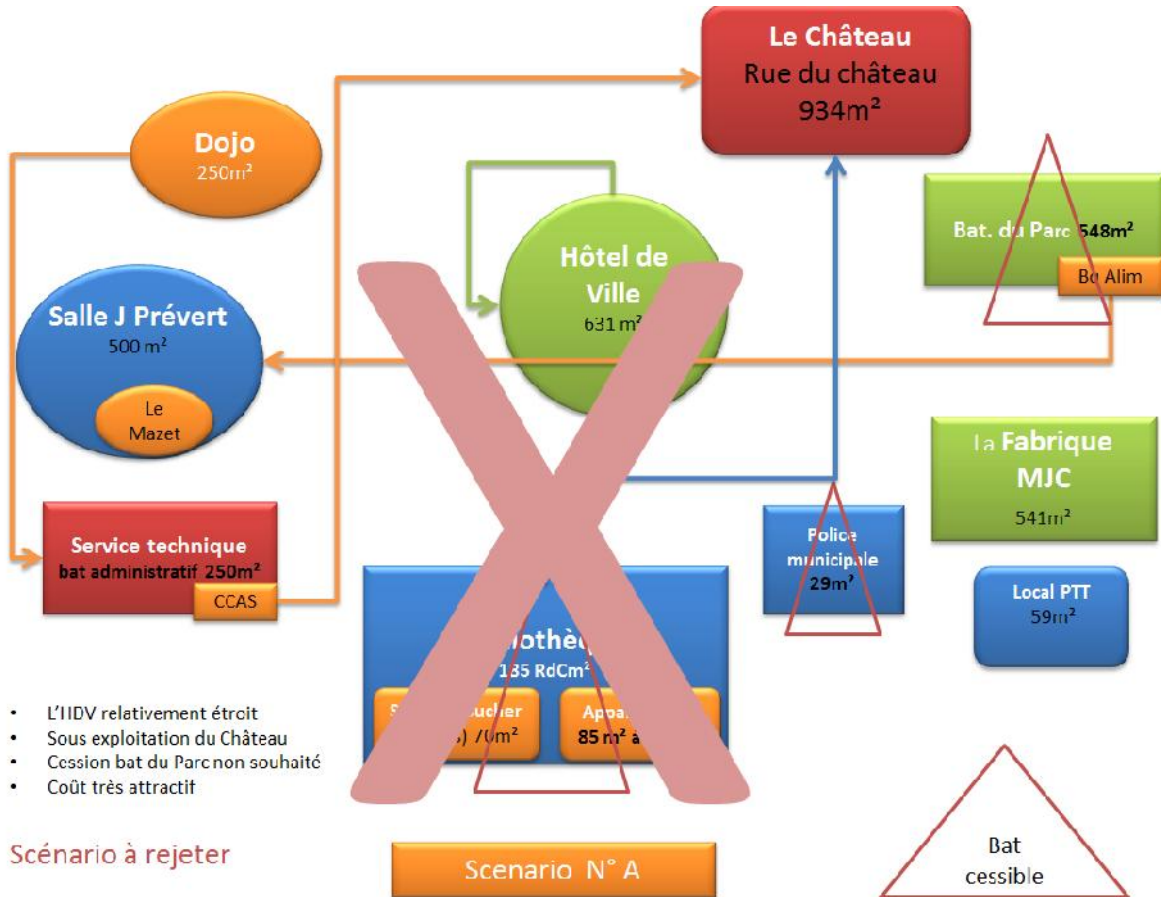 Le Château
Rue du château
934m²
Dojo
250m²
Bat. du Parc 548m²
Bq Alim
Hôtel de
Ville
631 m²
Salle J Prévert
500 m²
Le
Mazet
La Fabrique
MJC
541m²
Service technique
bat administratif 250m²
CCAS
Police
municipale
29m²
Local PTT
59m²
RdCm²
70m²
85 m²
• L'HDV relativement étroit
• Sous exploitation du Château
• Cession bat du Parc non souhaité
• Coût très attractif
Scénario à rejeter
Scenario N° A
Bat
cessible